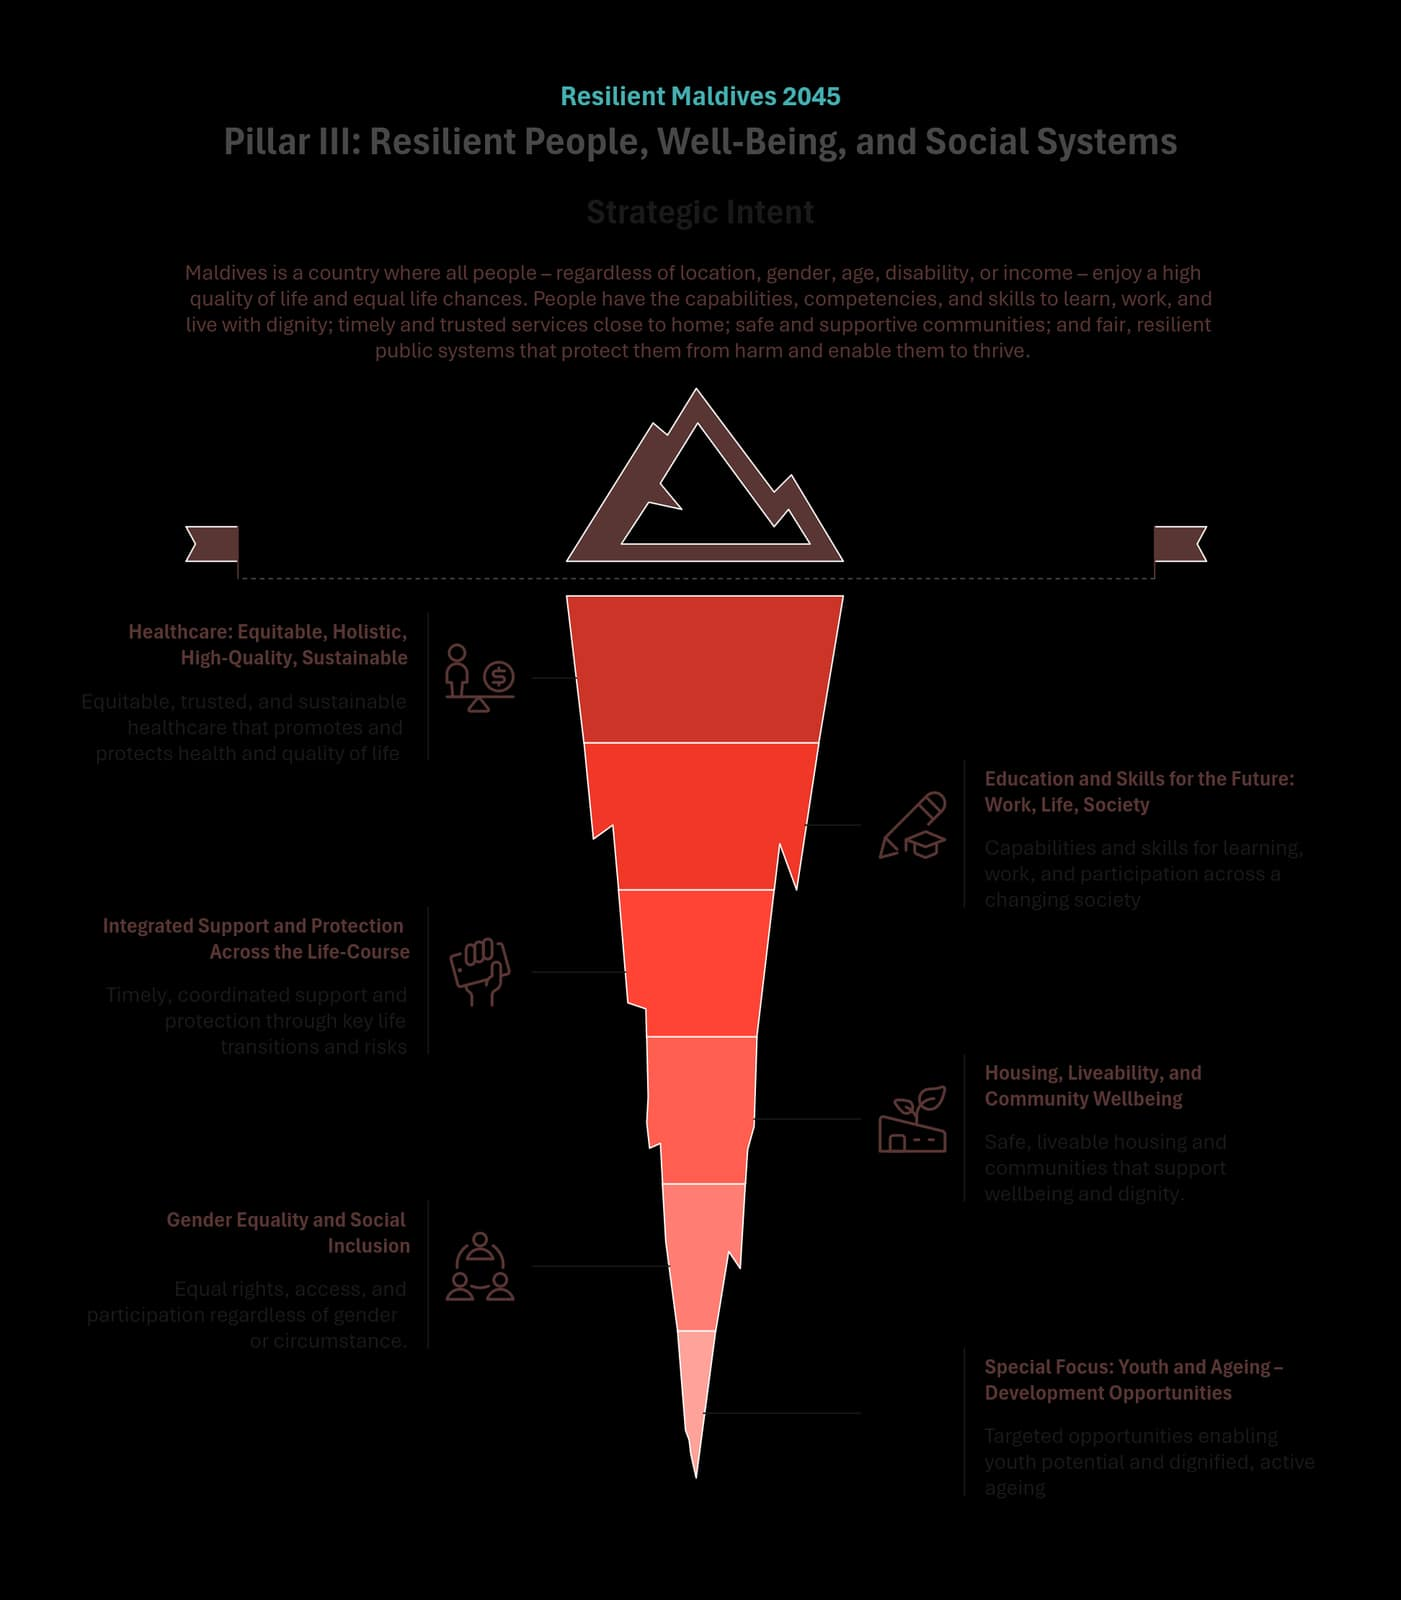 Resilient Maldives 2045
Pillar III: Resilient People, Well-Being, and Social Systems
Strategic Intent
Maldives is a country where all people – regardless of location, gender, age, disability, or income – enjoy a high
quality of life and equal life chances. People have the capabilities, competencies, and skills to learn, work, and
live with dignity; timely and trusted services close to home; safe and supportive communities; and fair, resilient
public systems that protect them from harm and enable them to thrive.
Healthcare: Equitable, Holistic,
High-Quality, Sustainable
Equitable, trusted, and sustainable
healthcare that promotes and
protects health and quality of life
$
Education and Skills for the Future:
Work, Life, Society
Capabilities and skills for learning,
work, and participation across a
changing society
Integrated Support and Protection
Across the Life-Course
Timely, coordinated support and
protection through key life
transitions and risks
Housing, Liveability, and
Community Wellbeing
Safe, liveable housing and
communities that support
wellbeing and dignity.
Gender Equality and Social
Inclusion
Equal rights, access, and
participation regardless of gender
or circumstance.
Special Focus: Youth and Ageing –
Development Opportunities
Targeted opportunities enabling
youth potential and dignified, active
ageing